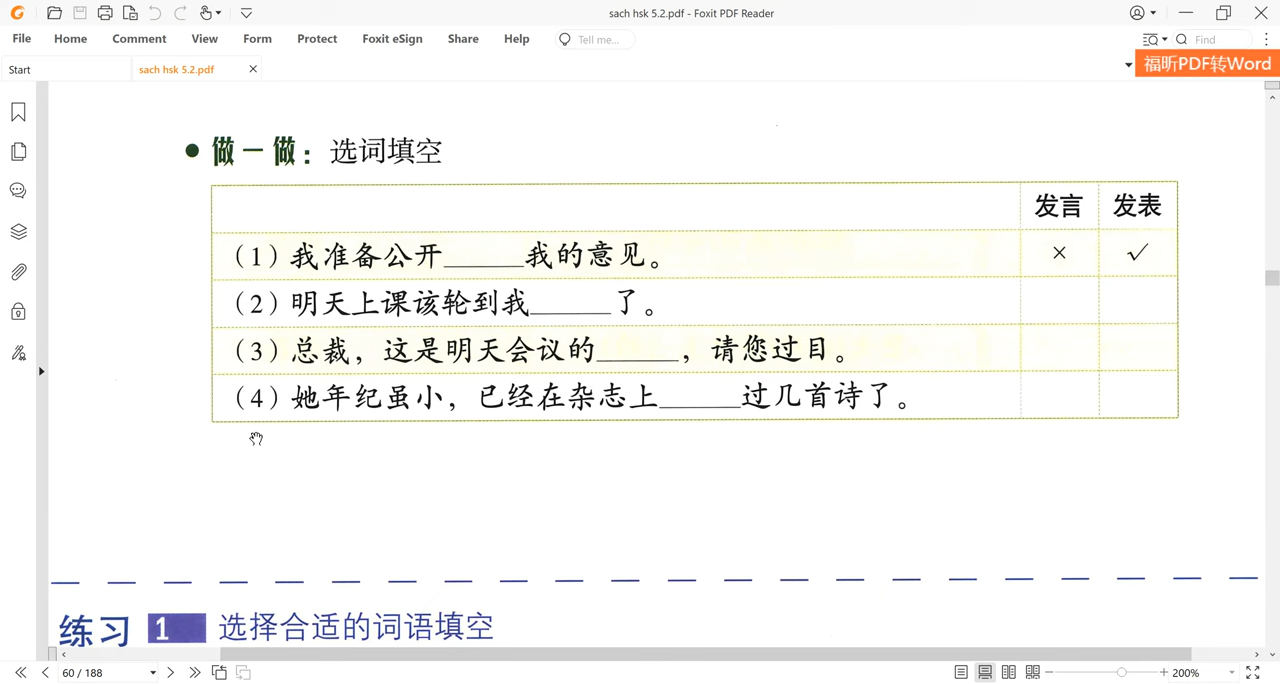 sach hsk 5.2.pdf - Foxit PDF Reader
File Home Comment View Form Protect Foxit eSign Share Help Tell me... Find
Start sach hsk 5.2.pdf 福昕PDF转Word
做一做：选词填空
发言 发表
（1）我准备公开______我的意见。 × ✓
（2）明天上课该轮到我______了。
（3）总裁，这是明天会议的______，请您过目。
（4）她年纪虽小，已经在杂志上______过几首诗了。
练习 1 选择合适的词语填空
60 / 188 200%